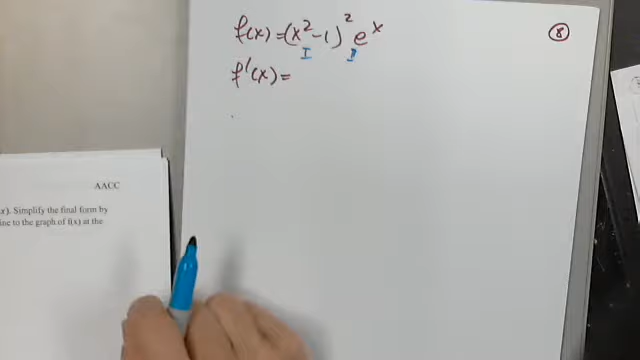 f(x)=(x²-1)² eˣ
I II
8
f'(x)=
AACC
x). Simplify the final form by
ine to the graph of f(x) at the